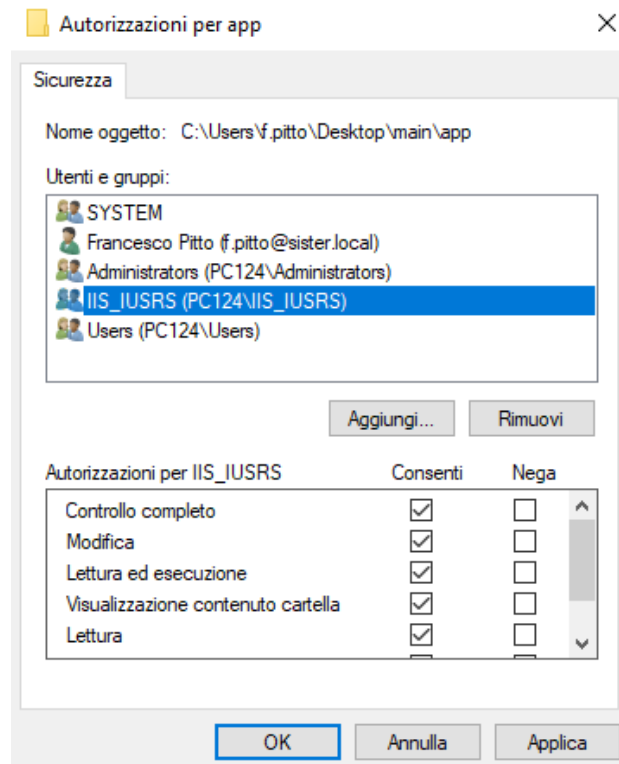 Autorizzazioni per app
Sicurezza
Nome oggetto: C:\Users\f.pitto\Desktop\main\app
Utenti e gruppi:
SYSTEM
Francesco Pitto (f.pitto@sister.local)
Administrators (PC124\Administrators)
IIS_IUSRS (PC124\IIS_IUSRS)
Users (PC124\Users)
Aggiungi... Rimuovi
Autorizzazioni per IIS_IUSRS Consenti Nega
Controllo completo
Modifica
Lettura ed esecuzione
Visualizzazione contenuto cartella
Lettura
OK Annulla Applica